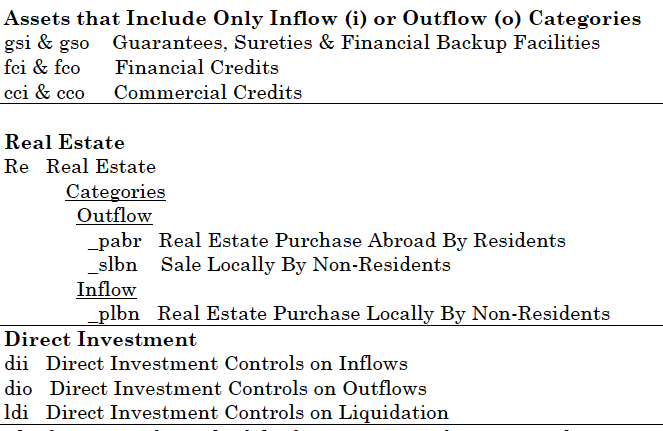 Assets that Include Only Inflow (i) or Outflow (o) Categories
gsi & gso Guarantees, Sureties & Financial Backup Facilities
fci & fco Financial Credits
cci & cco Commercial Credits
Real Estate
Re Real Estate
Categories
Outflow
_pabr Real Estate Purchase Abroad By Residents
_slbn Sale Locally By Non-Residents
Inflow
_plbn Real Estate Purchase Locally By Non-Residents
Direct Investment
dii Direct Investment Controls on Inflows
dio Direct Investment Controls on Outflows
ldi Direct Investment Controls on Liquidation